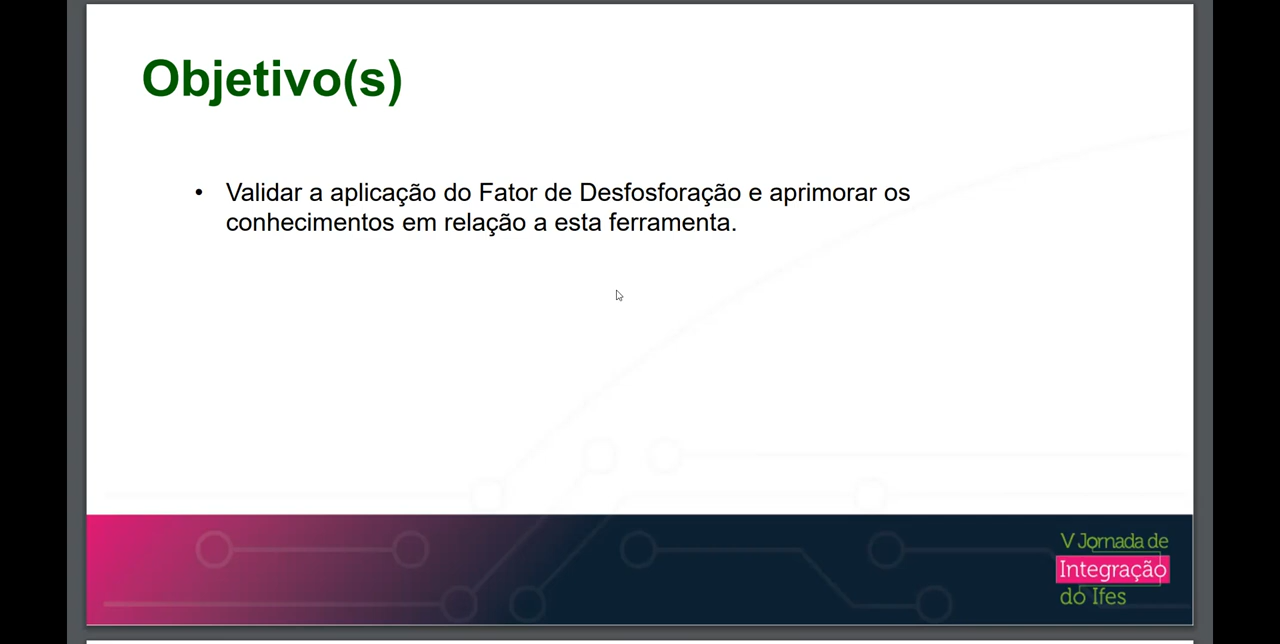 Objetivo(s)
• Validar a aplicação do Fator de Desfosforação e aprimorar os
conhecimentos em relação a esta ferramenta.
V Jornada de
Integração
do Ifes